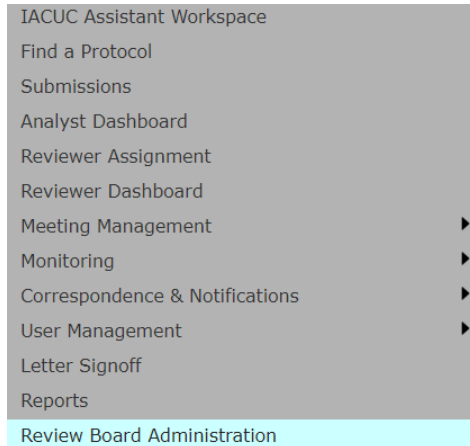 IACUC Assistant Workspace
Find a Protocol
Submissions
Analyst Dashboard
Reviewer Assignment
Reviewer Dashboard
Meeting Management
Monitoring
Correspondence & Notifications
User Management
Letter Signoff
Reports
Review Board Administration